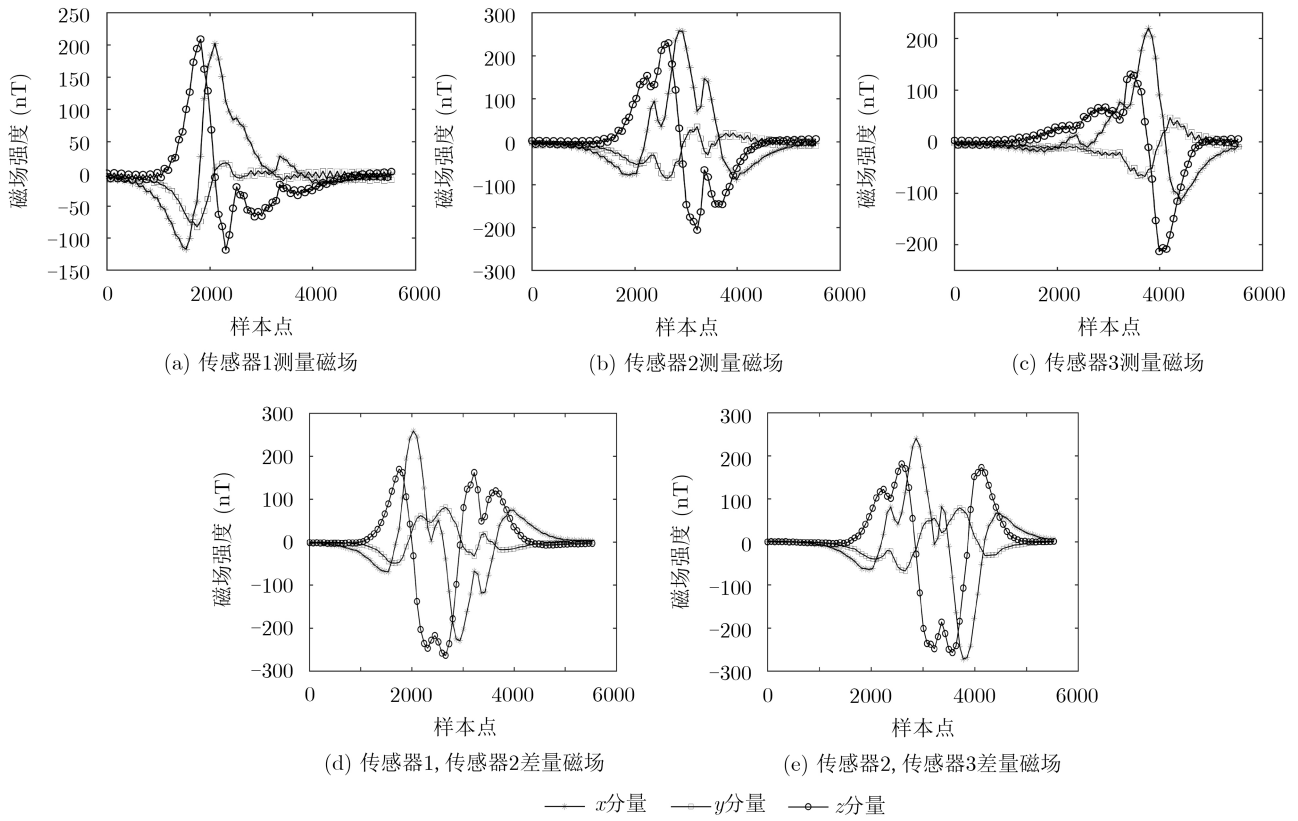 250
200
150
100
50
0
−50
−100
−150
磁场强度 (nT)
0 2000 4000 6000
样本点
(a) 传感器1测量磁场
300
200
100
0
−100
−200
−300
磁场强度 (nT)
0 2000 4000 6000
样本点
(b) 传感器2测量磁场
200
100
0
−100
−200
磁场强度 (nT)
0 2000 4000 6000
样本点
(c) 传感器3测量磁场
300
200
100
0
−100
−200
−300
磁场强度 (nT)
0 2000 4000 6000
样本点
(d) 传感器1, 传感器2差量磁场
300
200
100
0
−100
−200
−300
磁场强度 (nT)
0 2000 4000 6000
样本点
(e) 传感器2, 传感器3差量磁场
x分量 y分量 z分量